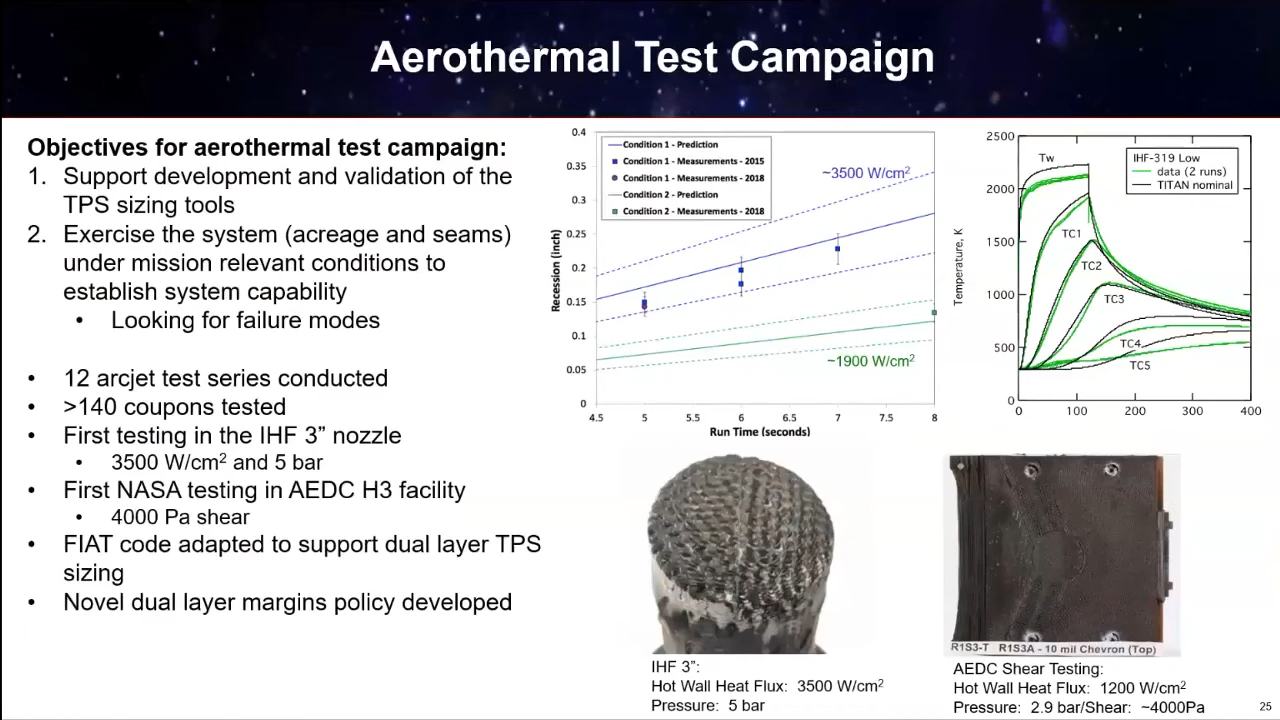 Aerothermal Test Campaign
Objectives for aerothermal test campaign:
1. Support development and validation of the
TPS sizing tools
2. Exercise the system (acreage and seams)
under mission relevant conditions to
establish system capability
• Looking for failure modes
• 12 arcjet test series conducted
• >140 coupons tested
• First testing in the IHF 3” nozzle
• 3500 W/cm² and 5 bar
• First NASA testing in AEDC H3 facility
• 4000 Pa shear
• FIAT code adapted to support dual layer TPS
sizing
• Novel dual layer margins policy developed
0.4
0.35
0.3
0.25
0.2
0.15
0.1
0.05
0
Recession (inch)
Condition 1 - Prediction
Condition 1 - Measurements - 2015
Condition 1 - Measurements - 2018
Condition 2 - Prediction
Condition 2 - Measurements - 2018
~3500 W/cm²
~1900 W/cm²
4.5 5 5.5 6 6.5 7 7.5 8
Run Time (seconds)
2500
2000
1500
1000
500
0
Temperature, K
IHF-319 Low
data (2 runs)
TITAN nominal
Tw
TC1
TC2
TC3
TC4
TC5
0 100 200 300 400
IHF 3”:
Hot Wall Heat Flux: 3500 W/cm²
Pressure: 5 bar
R1S3-T R1S3A - 10 mil Chevron (Top)
AEDC Shear Testing:
Hot Wall Heat Flux: 1200 W/cm²
Pressure: 2.9 bar/Shear: ~4000Pa
25